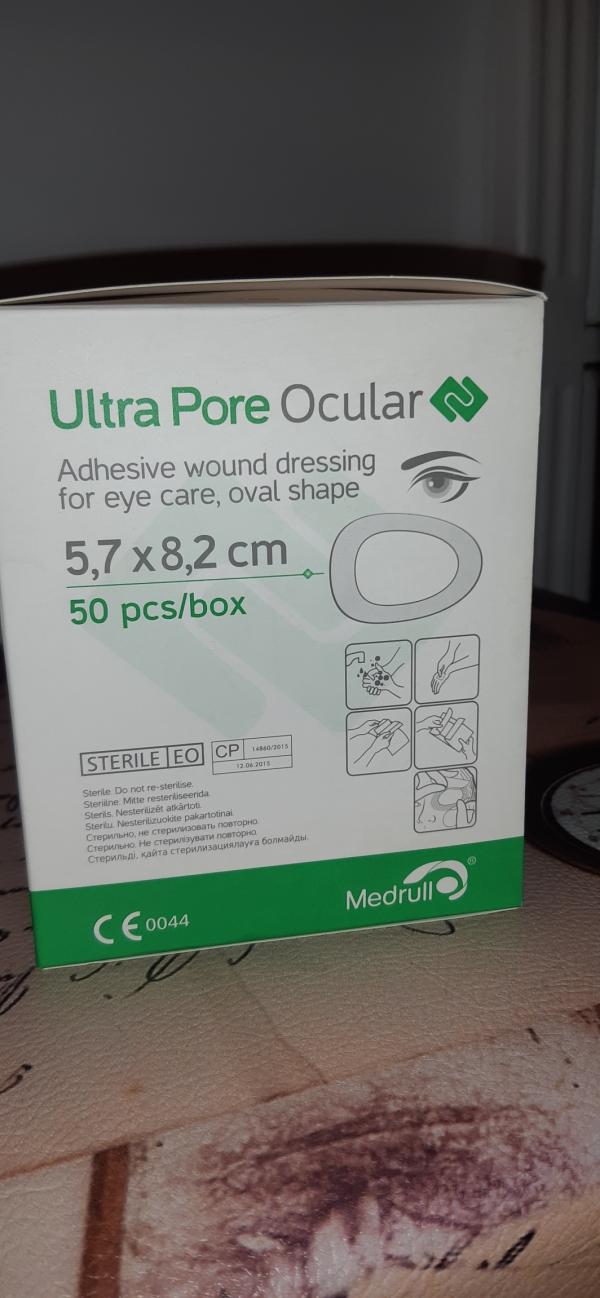 Ultra Pore Ocular
Adhesive wound dressing
for eye care, oval shape
5,7 x 8,2 cm
50 pcs/box
STERILE EO
CP 14860/2015
12.06.2015
Sterile. Do not re-sterilise.
Steriilne. Mitte resteriliseerida.
Sterils. Nesterilizēt atkārtoti.
Sterilu. Nesterilizuokite pakartotinai.
Стерильно, не стерилизовать повторно.
Стерильно. Не стерилізувати повторно.
Стерильді, қайта стерилизациялауға болмайды.
Medrull®
CE 0044